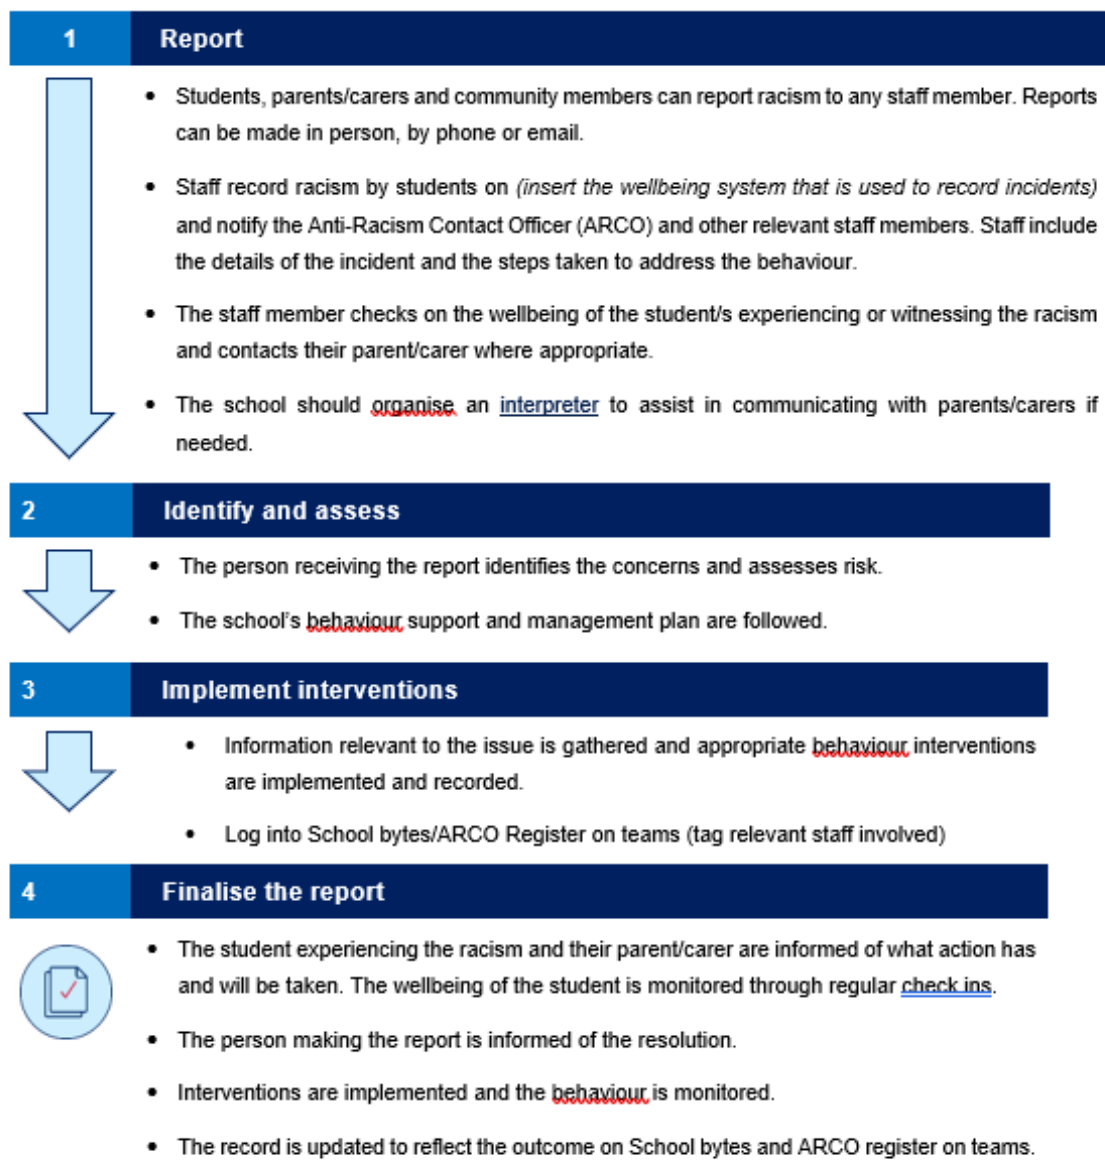 1 Report
• Students, parents/carers and community members can report racism to any staff member. Reports
can be made in person, by phone or email.
• Staff record racism by students on (insert the wellbeing system that is used to record incidents)
and notify the Anti-Racism Contact Officer (ARCO) and other relevant staff members. Staff include
the details of the incident and the steps taken to address the behaviour.
• The staff member checks on the wellbeing of the student/s experiencing or witnessing the racism
and contacts their parent/carer where appropriate.
• The school should organise an interpreter to assist in communicating with parents/carers if
needed.
2 Identify and assess
• The person receiving the report identifies the concerns and assesses risk.
• The school's behaviour support and management plan are followed.
3 Implement interventions
• Information relevant to the issue is gathered and appropriate behaviour interventions
are implemented and recorded.
• Log into School bytes/ARCO Register on teams (tag relevant staff involved)
4 Finalise the report
• The student experiencing the racism and their parent/carer are informed of what action has
and will be taken. The wellbeing of the student is monitored through regular check ins.
• The person making the report is informed of the resolution.
• Interventions are implemented and the behaviour is monitored.
• The record is updated to reflect the outcome on School bytes and ARCO register on teams.